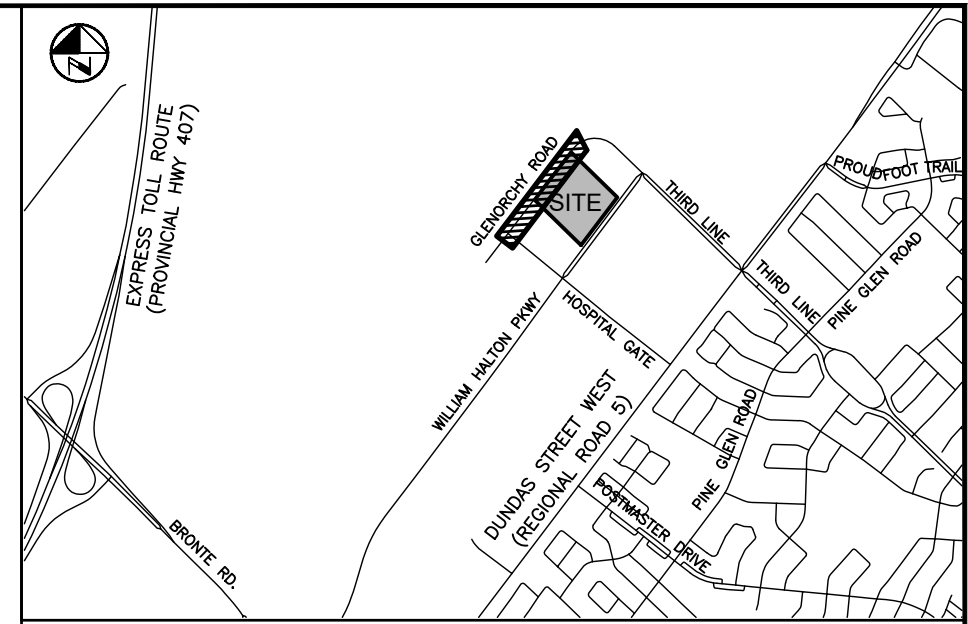 N
EXPRESS TOLL ROUTE
(PROVINCIAL HWY 407)
GLENORCHY ROAD
SITE
THIRD LINE
PROUDFOOT TRAIL
THIRD LINE
PINE GLEN ROAD
WILLIAM HALTON PKWY
HOSPITAL GATE
DUNDAS STREET WEST
(REGIONAL ROAD 5)
PINE GLEN ROAD
POSTMASTER DRIVE
BRONTE RD.